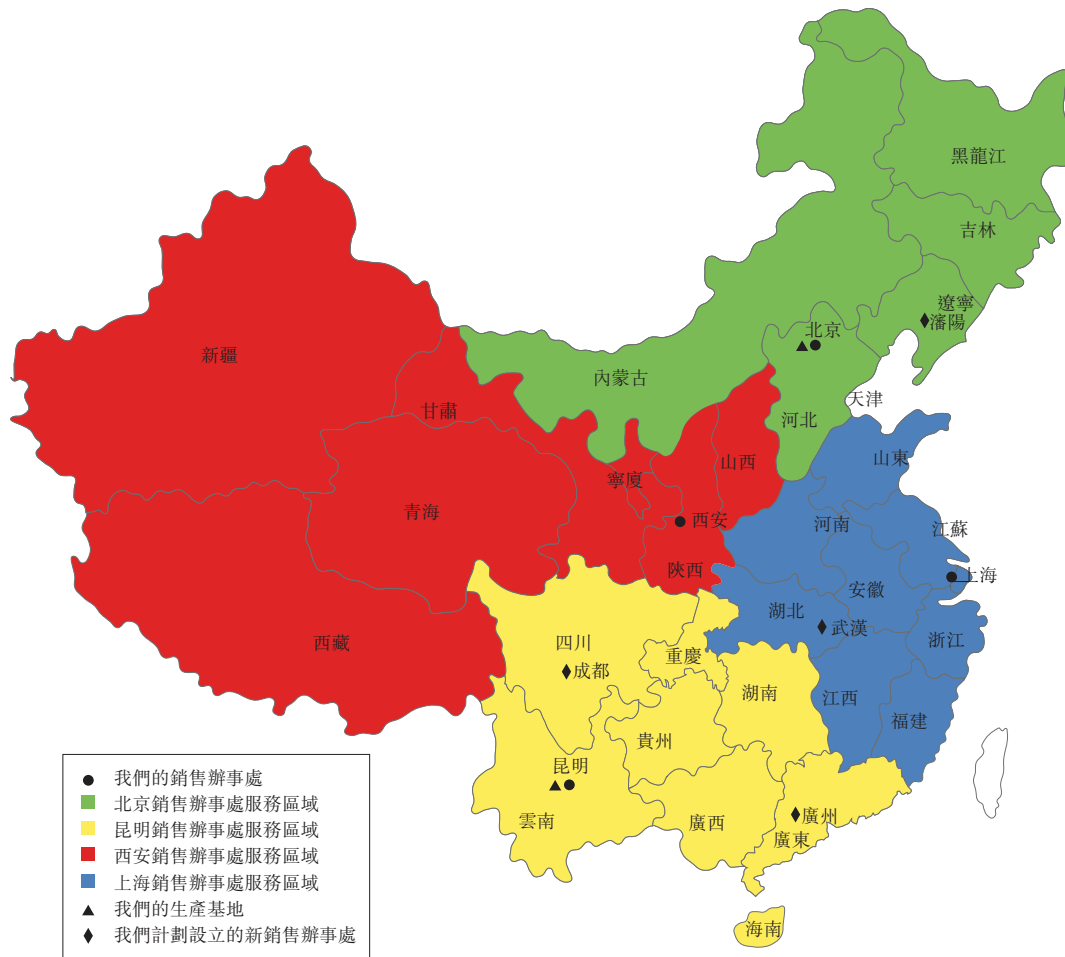 黑龍江
吉林
遼寧
瀋陽
北京
新疆
內蒙古
天津
甘肅
河北
山西
山東
寧廈
青海
西安
河南
江蘇
陝西
上海
安徽
湖北
武漢
浙江
西藏
四川
重慶
成都
湖南
江西
福建
貴州
昆明
雲南
廣西
廣州
廣東
海南
我們的銷售辦事處
北京銷售辦事處服務區域
昆明銷售辦事處服務區域
西安銷售辦事處服務區域
上海銷售辦事處服務區域
我們的生產基地
我們計劃設立的新銷售辦事處